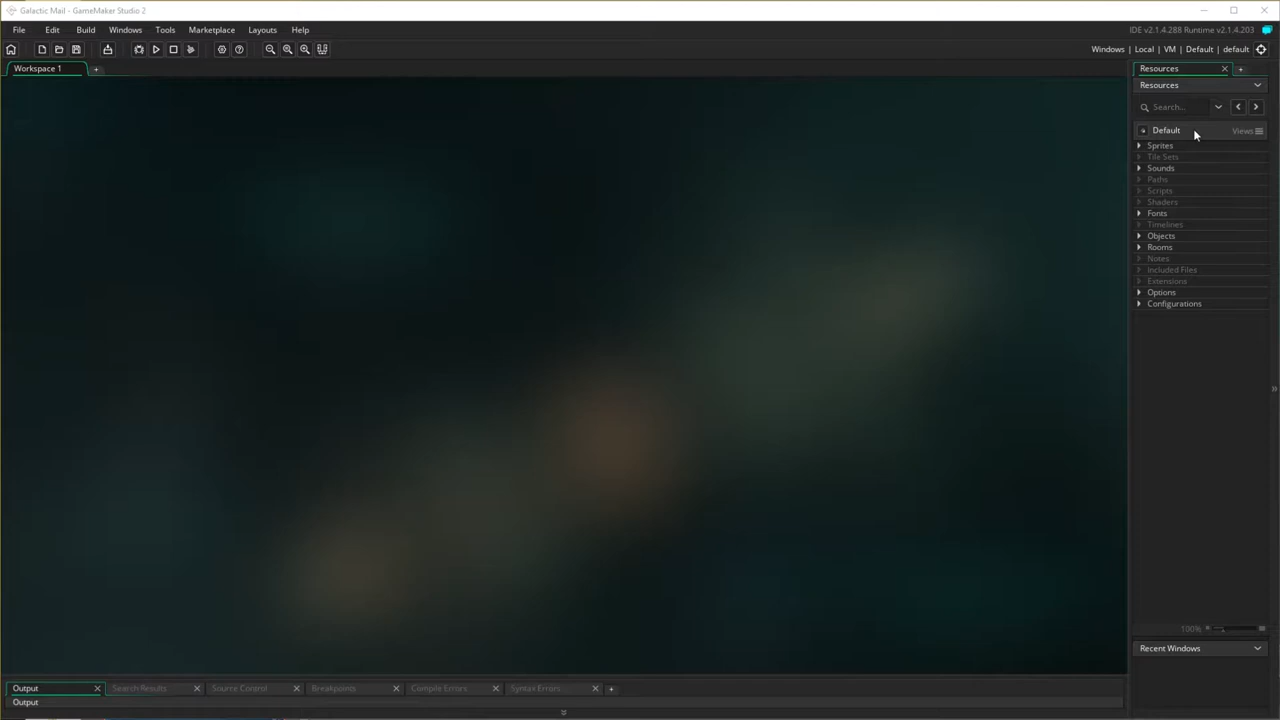 Galactic Mail - GameMaker Studio 2
File Edit Build Windows Tools Marketplace Layouts Help
IDE v2.1.4.288 Runtime v2.1.4.203
Windows | Local | VM | Default | default
Workspace 1
Resources
Resources
Search...
Default Views
Sprites
Tile Sets
Sounds
Paths
Scripts
Shaders
Fonts
Timelines
Objects
Rooms
Notes
Included Files
Extensions
Options
Configurations
100%
Recent Windows
Output Search Results Source Control Breakpoints Compile Errors Syntax Errors
Output